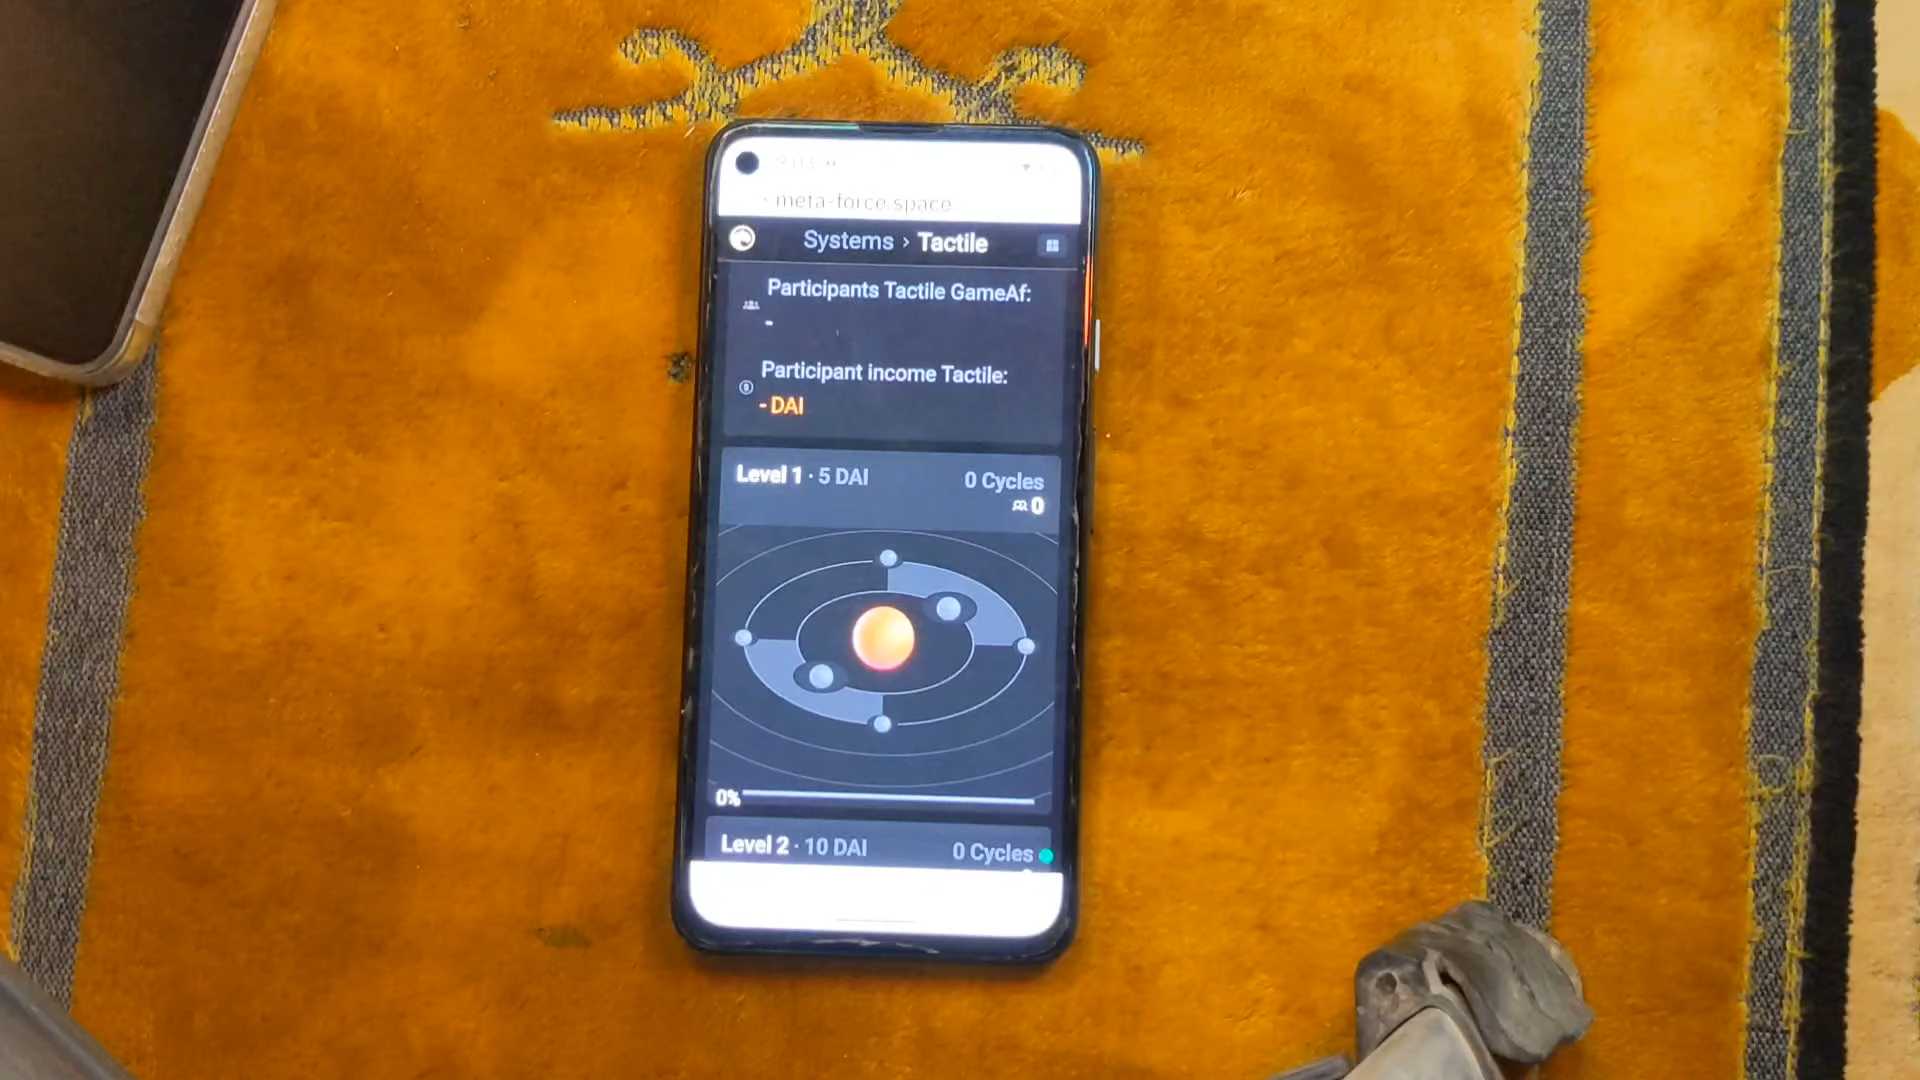 meta-force.space
Systems › Tactile
Participants Tactile GameAf:
-
Participant income Tactile:
- DAI
Level 1 · 5 DAI
0 Cycles
0
0%
Level 2 · 10 DAI
0 Cycles